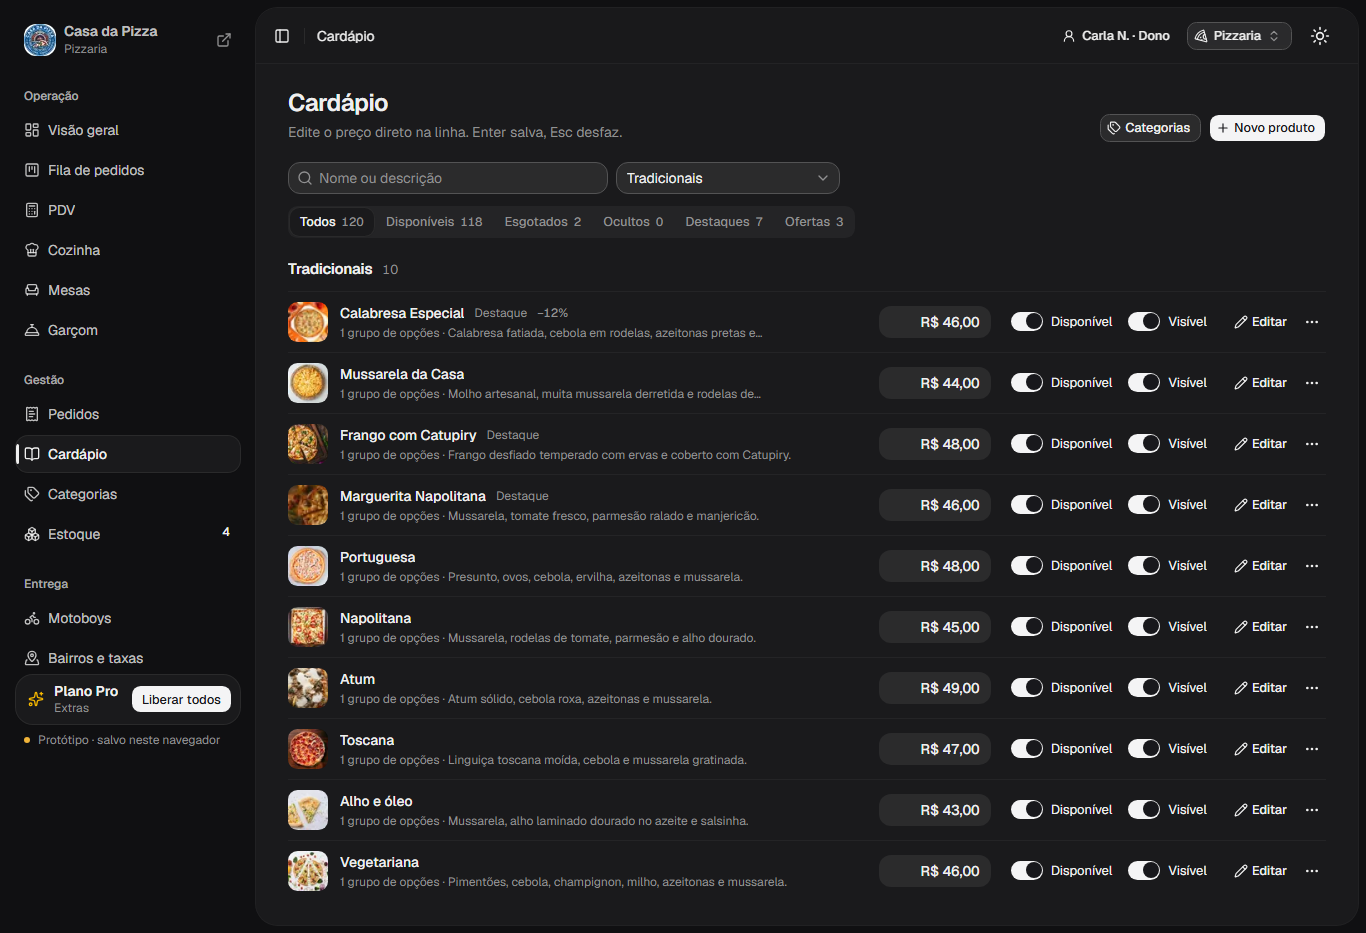 Casa da Pizza
Pizzaria
Operação
Visão geral
Fila de pedidos
PDV
Cozinha
Mesas
Garçom
Gestão
Pedidos
Cardápio
Categorias
Estoque 4
Entrega
Motoboys
Bairros e taxas
Plano Pro
Extras
Liberar todos
Protótipo · salvo neste navegador
Cardápio
Carla N. · Dono
Pizzaria
Cardápio
Edite o preço direto na linha. Enter salva, Esc desfaz.
Categorias
Novo produto
Nome ou descrição
Tradicionais
Todos 120 Disponíveis 118 Esgotados 2 Ocultos 0 Destaques 7 Ofertas 3
Tradicionais 10
Calabresa Especial Destaque −12%
1 grupo de opções · Calabresa fatiada, cebola em rodelas, azeitonas pretas e…
R$ 46,00 Disponível Visível Editar
Mussarela da Casa
1 grupo de opções · Molho artesanal, muita mussarela derretida e rodelas de…
R$ 44,00 Disponível Visível Editar
Frango com Catupiry Destaque
1 grupo de opções · Frango desfiado temperado com ervas e coberto com Catupiry.
R$ 48,00 Disponível Visível Editar
Marguerita Napolitana Destaque
1 grupo de opções · Mussarela, tomate fresco, parmesão ralado e manjericão.
R$ 46,00 Disponível Visível Editar
Portuguesa
1 grupo de opções · Presunto, ovos, cebola, ervilha, azeitonas e mussarela.
R$ 48,00 Disponível Visível Editar
Napolitana
1 grupo de opções · Mussarela, rodelas de tomate, parmesão e alho dourado.
R$ 45,00 Disponível Visível Editar
Atum
1 grupo de opções · Atum sólido, cebola roxa, azeitonas e mussarela.
R$ 49,00 Disponível Visível Editar
Toscana
1 grupo de opções · Linguiça toscana moída, cebola e mussarela gratinada.
R$ 47,00 Disponível Visível Editar
Alho e óleo
1 grupo de opções · Mussarela, alho laminado dourado no azeite e salsinha.
R$ 43,00 Disponível Visível Editar
Vegetariana
1 grupo de opções · Pimentões, cebola, champignon, milho, azeitonas e mussarela.
R$ 46,00 Disponível Visível Editar